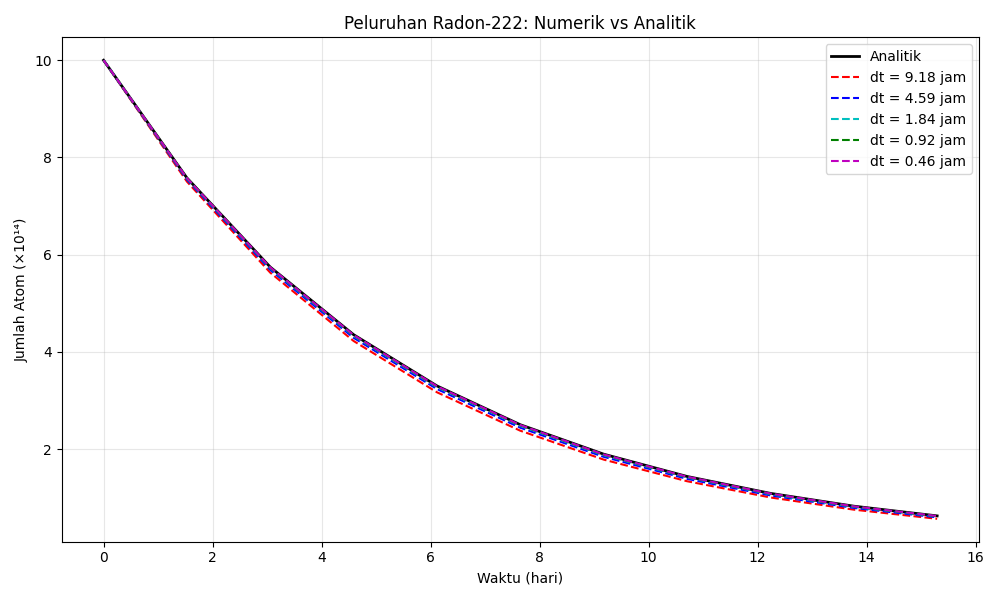 Peluruhan Radon-222: Numerik vs Analitik
Analitik
dt = 9.18 jam
dt = 4.59 jam
dt = 1.84 jam
dt = 0.92 jam
dt = 0.46 jam
Jumlah Atom (×10¹⁴)
10
8
6
4
2
0 2 4 6 8 10 12 14 16
Waktu (hari)